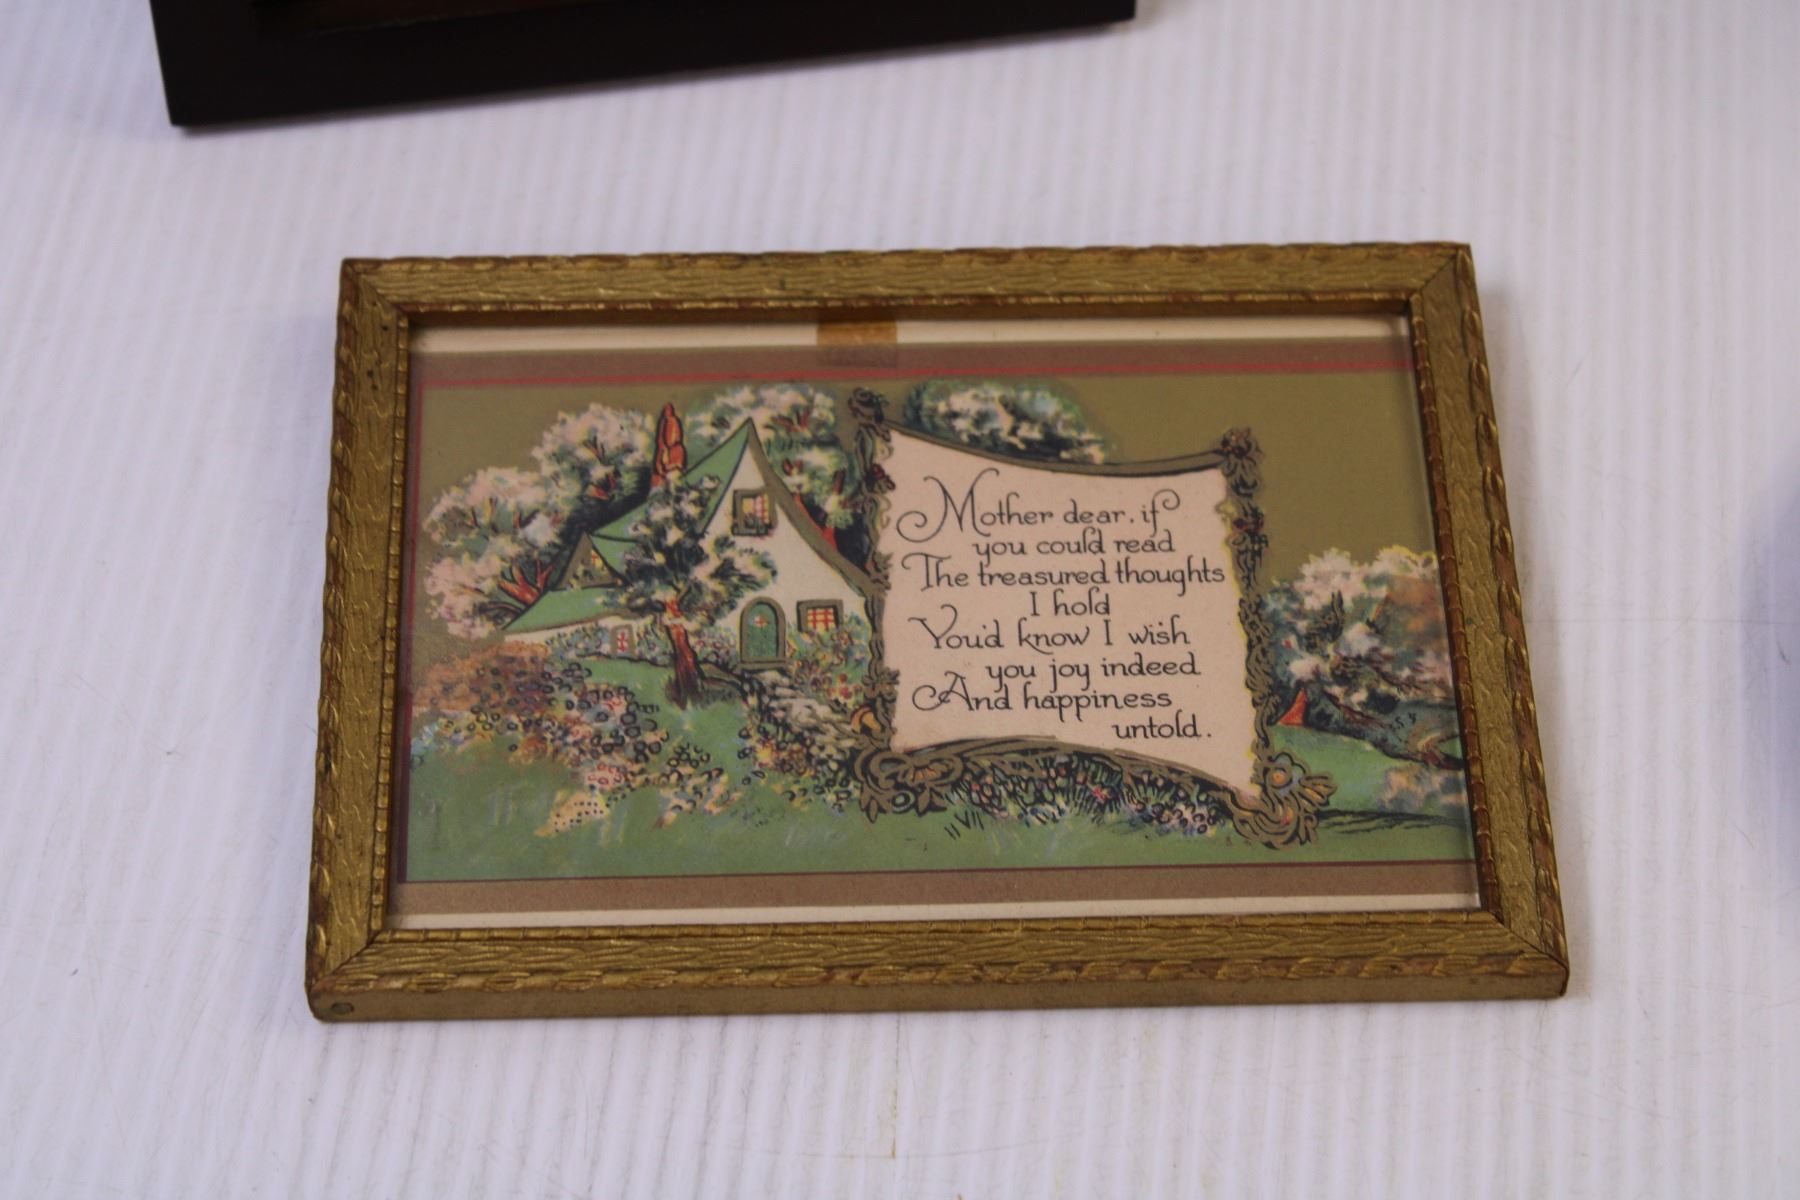 Mother dear, if
you could read
The treasured thoughts
I hold
You'd know I wish
you joy indeed
And happiness
untold.